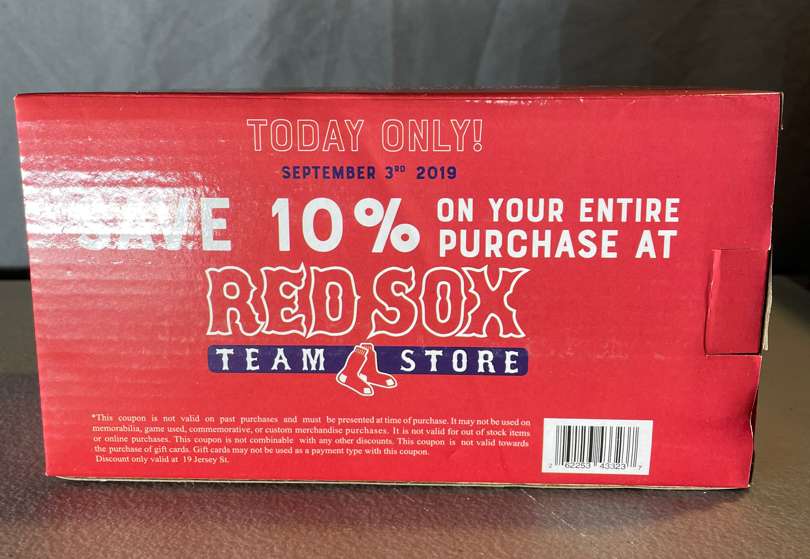 TODAY ONLY!
SEPTEMBER 3RD 2019
SAVE 10% ON YOUR ENTIRE
PURCHASE AT
RED SOX
TEAM STORE
*This coupon is not valid on past purchases and must be presented at time of purchase. It may not be used on
memorabilia, game used, commemorative, or custom merchandise purchases. It is not valid for out of stock items
or online purchases. This coupon is not combinable with any other discounts. This coupon is not valid towards
the purchase of gift cards. Gift cards may not be used as a payment type with this coupon.
Discount only valid at 19 Jersey St.
2 62253 43323 7